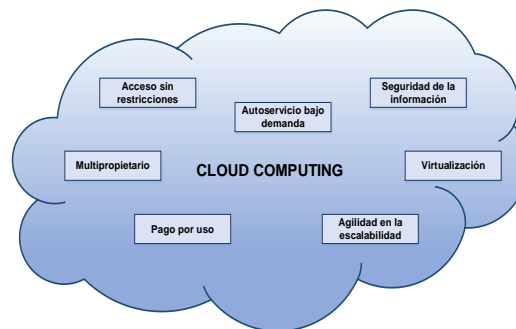 Acceso sin
restricciones
Seguridad de la
información
Autoservicio bajo
demanda
Multipropietario
CLOUD COMPUTING
Virtualización
Pago por uso
Agilidad en la
escalabilidad